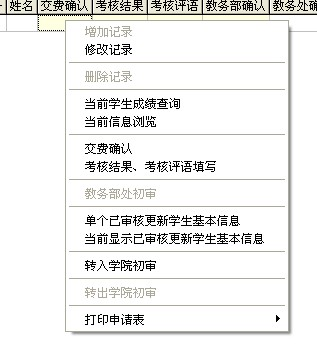 姓名 交费确认 考核结果 考核评语 教务部确认 教务处确
增加记录
修改记录
删除记录
当前学生成绩查询
当前信息浏览
交费确认
考核结果、考核评语填写
教务部处初审
单个已审核更新学生基本信息
当前显示已审核更新学生基本信息
转入学院初审
转出学院初审
打印申请表